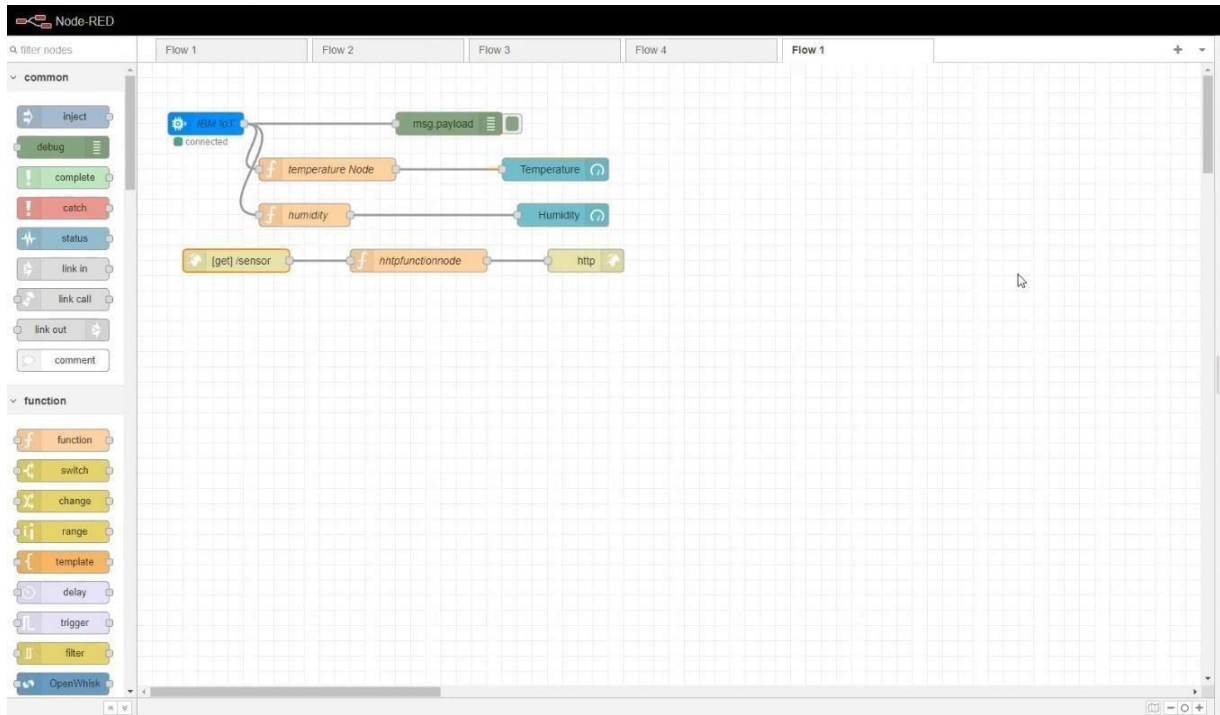 Node-RED
filter nodes
Flow 1
Flow 2
Flow 3
Flow 4
Flow 1
common
inject
debug
complete
catch
status
link in
link call
link out
comment
function
function
switch
change
range
template
delay
trigger
filter
OpenWhisk
IBM IoT
connected
msg.payload
temperature Node
Temperature
humidity
Humidity
[get] /sensor
hhtpfunctionnode
http